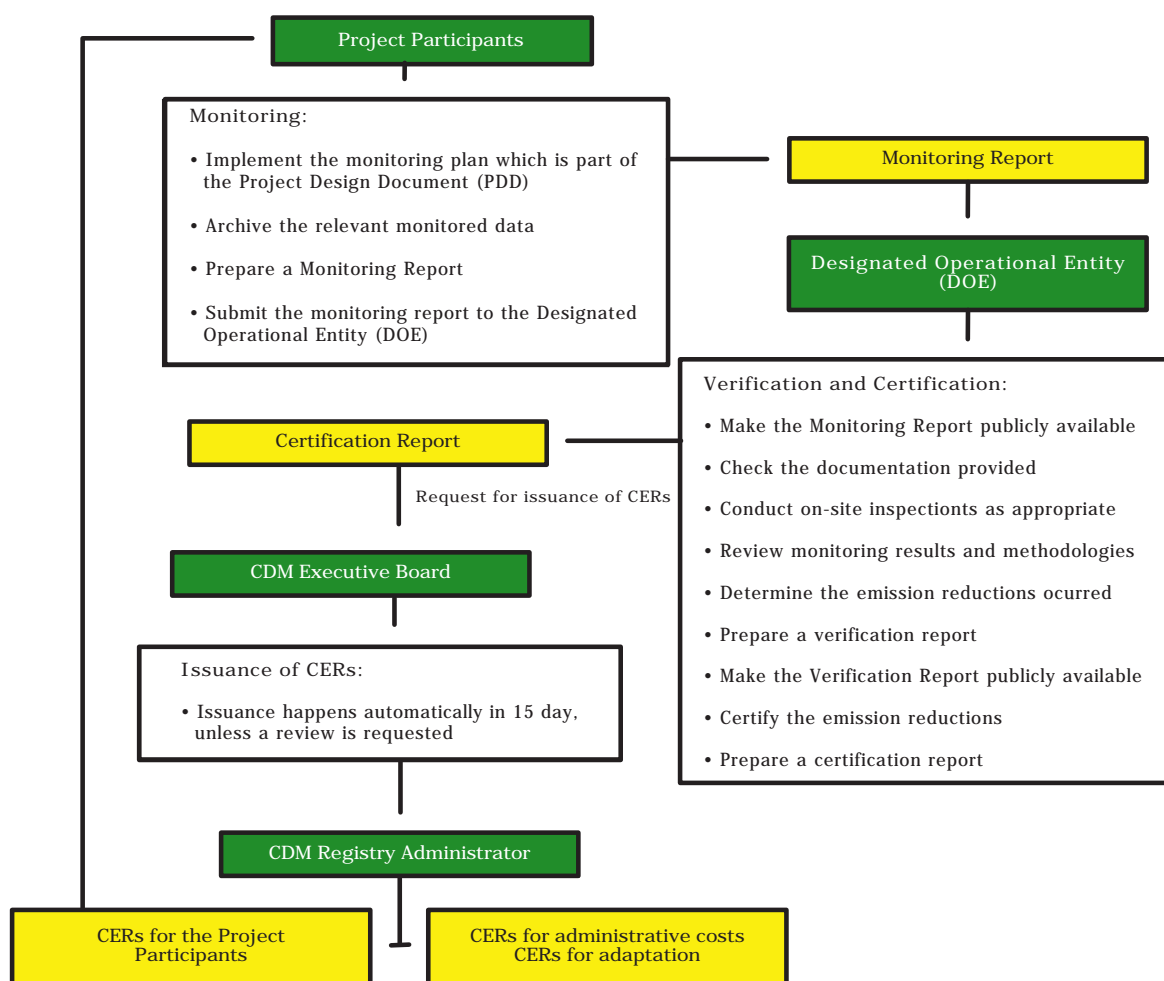 Project Participants
Monitoring:
• Implement the monitoring plan which is part of
the Project Design Document (PDD)
• Archive the relevant monitored data
• Prepare a Monitoring Report
• Submit the monitoring report to the Designated
Operational Entity (DOE)
Monitoring Report
Designated Operational Entity
(DOE)
Verification and Certification:
• Make the Monitoring Report publicly available
• Check the documentation provided
• Conduct on-site inspectionts as appropriate
• Review monitoring results and methodologies
• Determine the emission reductions ocurred
• Prepare a verification report
• Make the Verification Report publicly available
• Certify the emission reductions
• Prepare a certification report
Certification Report
Request for issuance of CERs
CDM Executive Board
Issuance of CERs:
• Issuance happens automatically in 15 day,
unless a review is requested
CDM Registry Administrator
CERs for the Project
Participants
CERs for administrative costs
CERs for adaptation